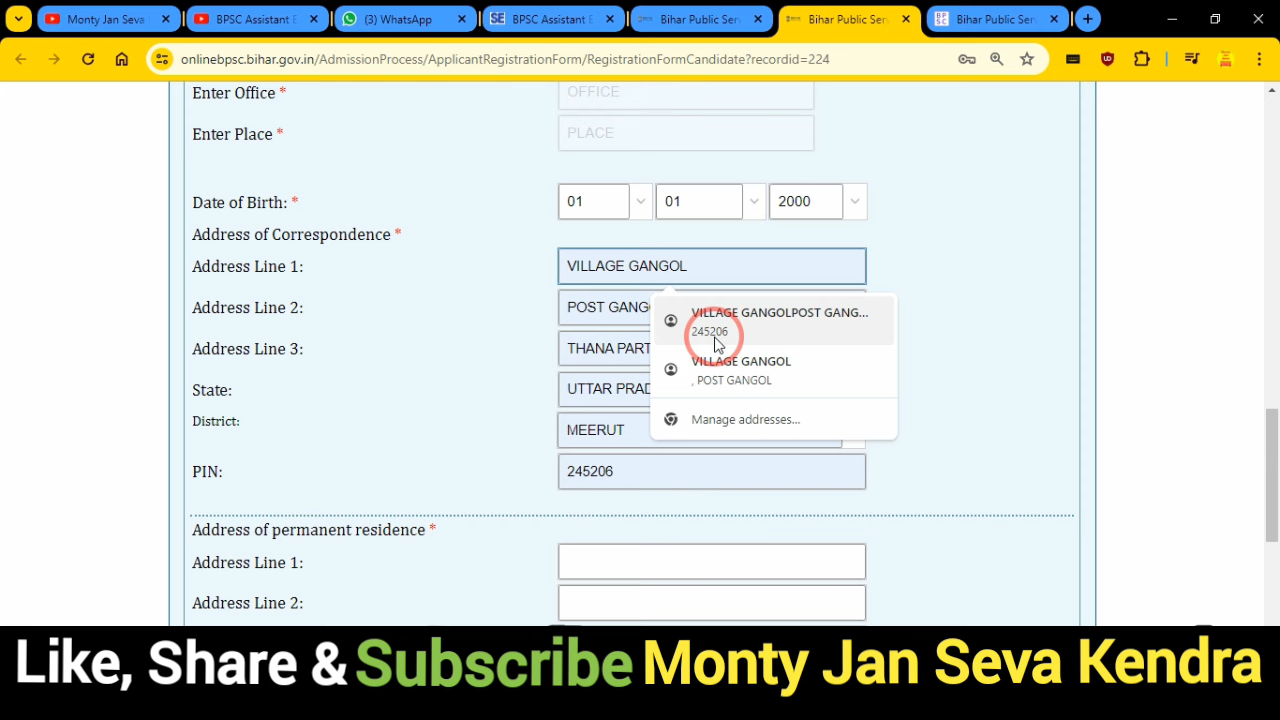 Monty Jan Seva
BPSC Assistant E
(3) WhatsApp
BPSC Assistant E
Bihar Public Serv
Bihar Public Serv
Bihar Public Serv
onlinebpsc.bihar.gov.in/AdmissionProcess/ApplicantRegistrationForm/RegistrationFormCandidate?recordid=224
Enter Office * OFFICE
Enter Place * PLACE
Date of Birth: * 01 01 2000
Address of Correspondence *
Address Line 1: VILLAGE GANGOL
Address Line 2: POST GANG
VILLAGE GANGOLPOST GANG...
245206
Address Line 3: THANA PART
VILLAGE GANGOL
, POST GANGOL
State: UTTAR PRAD
Manage addresses...
District: MEERUT
PIN: 245206
Address of permanent residence *
Address Line 1:
Address Line 2:
Like, Share & Subscribe Monty Jan Seva Kendra